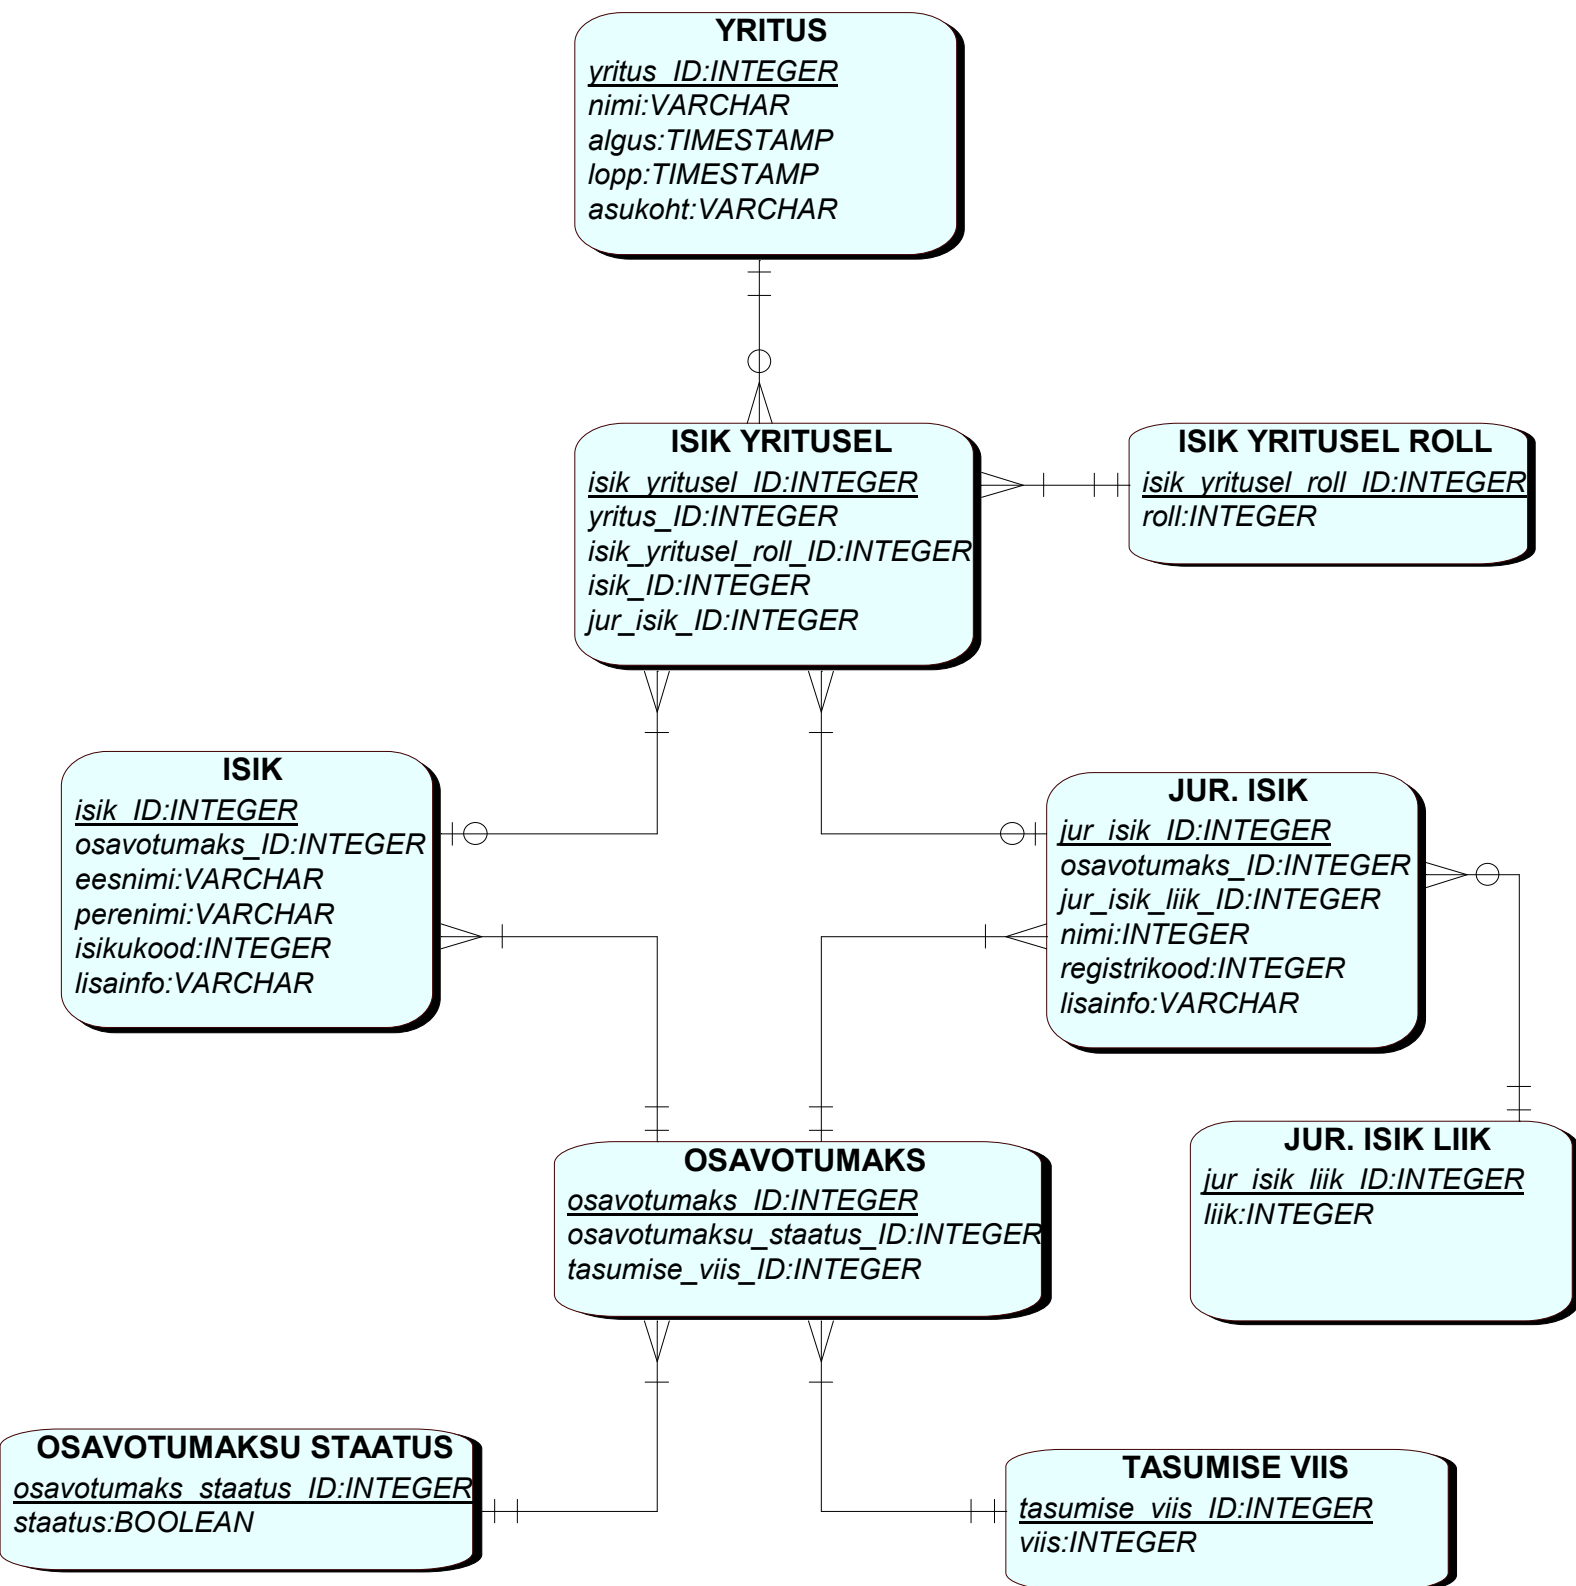 YRITUS
yritus_ID:INTEGER
nimi:VARCHAR
algus:TIMESTAMP
lopp:TIMESTAMP
asukoht:VARCHAR
ISIK YRITUSEL
isik_yritusel_ID:INTEGER
yritus_ID:INTEGER
isik_yritusel_roll_ID:INTEGER
isik_ID:INTEGER
jur_isik_ID:INTEGER
ISIK YRITUSEL ROLL
isik_yritusel_roll_ID:INTEGER
roll:INTEGER
ISIK
isik_ID:INTEGER
osavotumaks_ID:INTEGER
eesnimi:VARCHAR
perenimi:VARCHAR
isikukood:INTEGER
lisainfo:VARCHAR
JUR. ISIK
jur_isik_ID:INTEGER
osavotumaks_ID:INTEGER
jur_isik_liik_ID:INTEGER
nimi:INTEGER
registrikood:INTEGER
lisainfo:VARCHAR
OSAVOTUMAKS
osavotumaks_ID:INTEGER
osavotumaksu_staatus_ID:INTEGER
tasumise_viis_ID:INTEGER
JUR. ISIK LIIK
jur_isik_liik_ID:INTEGER
liik:INTEGER
OSAVOTUMAKSU STAATUS
osavotumaks_staatus_ID:INTEGER
staatus:BOOLEAN
TASUMISE VIIS
tasumise_viis_ID:INTEGER
viis:INTEGER